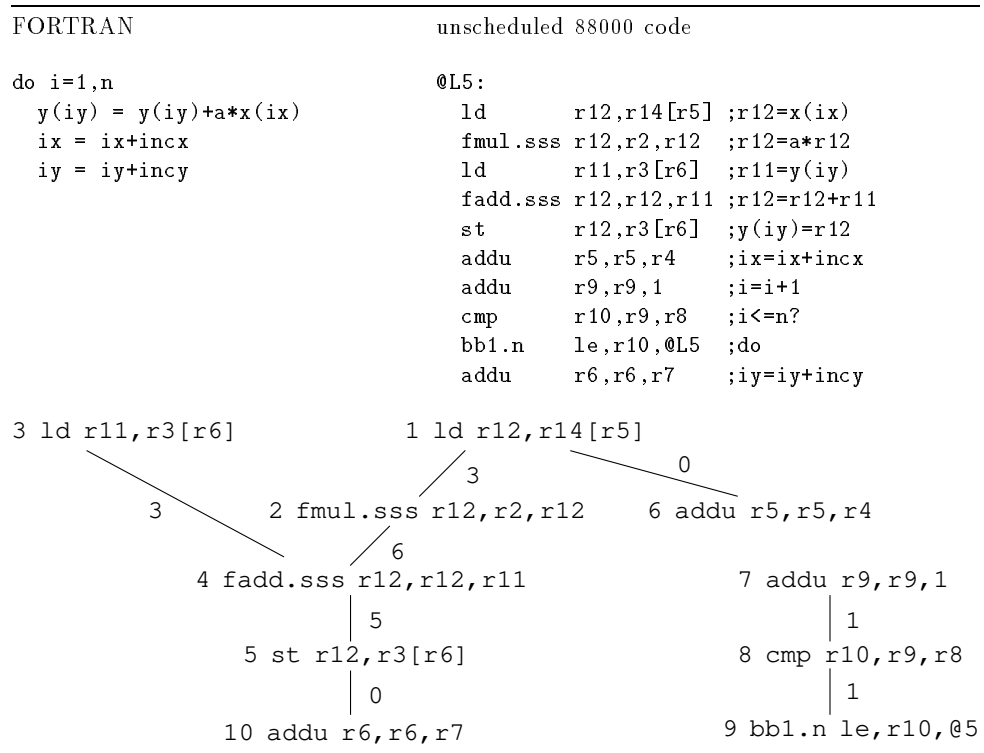 FORTRAN unscheduled 88000 code
do i=1,n @L5:
y(iy) = y(iy)+a*x(ix) ld r12,r14[r5] ;r12=x(ix)
ix = ix+incx fmul.sss r12,r2,r12 ;r12=a*r12
iy = iy+incy ld r11,r3[r6] ;r11=y(iy)
fadd.sss r12,r12,r11 ;r12=r12+r11
st r12,r3[r6] ;y(iy)=r12
addu r5,r5,r4 ;ix=ix+incx
addu r9,r9,1 ;i=i+1
cmp r10,r9,r8 ;i<=n?
bb1.n le,r10,@L5 ;do
addu r6,r6,r7 ;iy=iy+incy
3 ld r11,r3[r6] 1 ld r12,r14[r5]
3 3 0
2 fmul.sss r12,r2,r12 6 addu r5,r5,r4
6
4 fadd.sss r12,r12,r11 7 addu r9,r9,1
5 1
5 st r12,r3[r6] 8 cmp r10,r9,r8
0 1
10 addu r6,r6,r7 9 bb1.n le,r10,@5